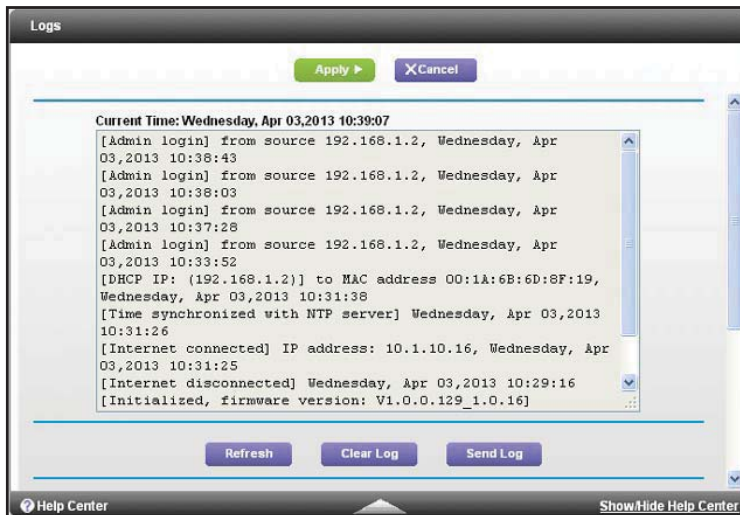 Logs
Apply
Cancel
Current Time: Wednesday, Apr 03,2013 10:39:07
[Admin login] from source 192.168.1.2, Wednesday, Apr
03,2013 10:38:43
[Admin login] from source 192.168.1.2, Wednesday, Apr
03,2013 10:38:03
[Admin login] from source 192.168.1.2, Wednesday, Apr
03,2013 10:37:28
[Admin login] from source 192.168.1.2, Wednesday, Apr
03,2013 10:33:52
[DHCP IP: (192.168.1.2)] to MAC address 00:1A:6B:6D:8F:19,
Wednesday, Apr 03,2013 10:31:38
[Time synchronized with NTP server] Wednesday, Apr 03,2013
10:31:26
[Internet connected] IP address: 10.1.10.16, Wednesday, Apr
03,2013 10:31:25
[Internet disconnected] Wednesday, Apr 03,2013 10:29:16
[Initialized, firmware version: V1.0.0.129_1.0.16]
Refresh
Clear Log
Send Log
Help Center
Show/Hide Help Center